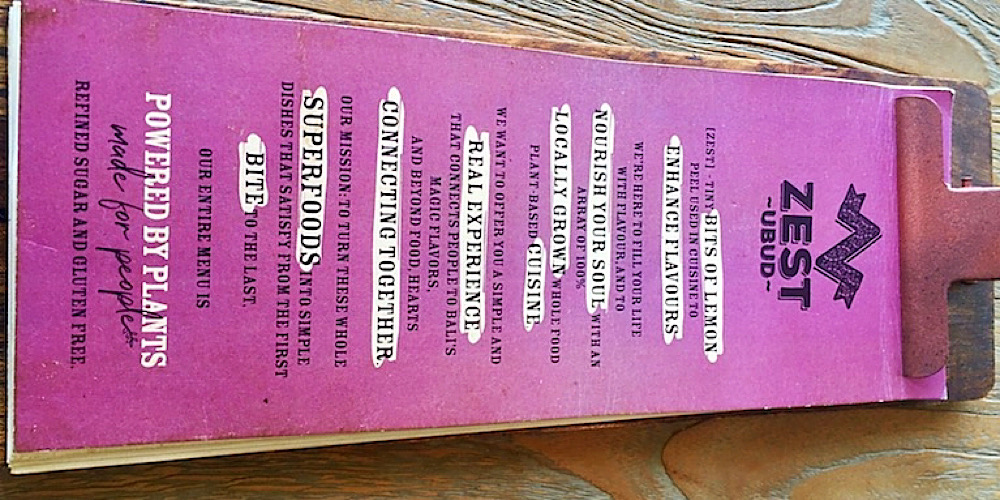 ZEST
~UBUD~
[ZEST] - TINY BITS OF LEMON
PEEL USED IN CUISINE TO
ENHANCE FLAVOURS
WE'RE HERE TO FILL YOUR LIFE
WITH FLAVOUR, AND TO
NOURISH YOUR SOUL WITH AN
ARRAY OF 100%
LOCALLY GROWN WHOLE FOOD
PLANT-BASED CUISINE
WE WANT TO OFFER YOU A SIMPLE AND
REAL EXPERIENCE
THAT CONNECTS PEOPLE TO BALI'S
MAGIC FLAVORS,
AND BEYOND FOOD, HEARTS
CONNECTING TOGETHER.
OUR MISSION: TO TURN THESE WHOLE
SUPERFOODS INTO SIMPLE
DISHES THAT SATISFY FROM THE FIRST
BITE TO THE LAST.
OUR ENTIRE MENU IS
POWERED BY PLANTS
made for people
REFINED SUGAR AND GLUTEN FREE.